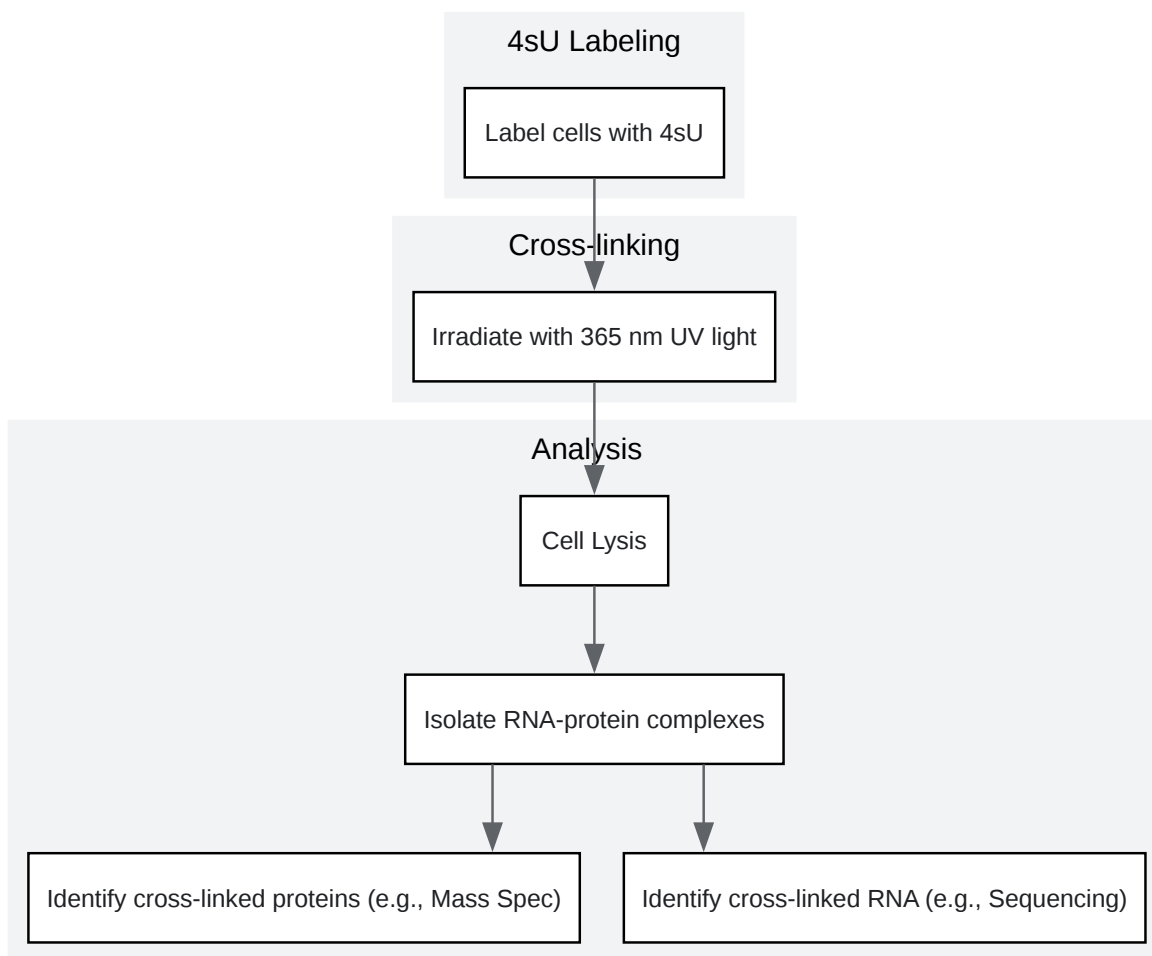 4sU Labeling
Label cells with 4sU
Cross-linking
Irradiate with 365 nm UV light
Analysis
Cell Lysis
Isolate RNA-protein complexes
Identify cross-linked proteins (e.g., Mass Spec)
Identify cross-linked RNA (e.g., Sequencing)